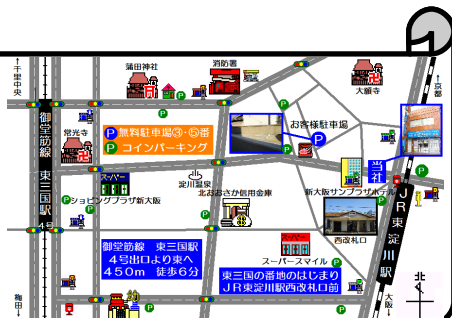 ↑千里中央
蒲田神社
消防署
大願寺
↑京都
御堂筋線 東三国駅
4号
常光寺
P無料駐車場③・⑤番
Pコインパーキング
お客様駐車場
当社
スーパー
ショピングプラザ新大阪
淀川温泉
北おおさか信用金庫
新大阪サンプラザホテル
JR東淀川駅
西改札口
御堂筋線 東三国駅
4号出口より東へ
450m 徒歩6分
スーパー
スーパースマイル
東三国の番地のはじまり
JR東淀川駅西改札口前
北
梅田→
大阪↓